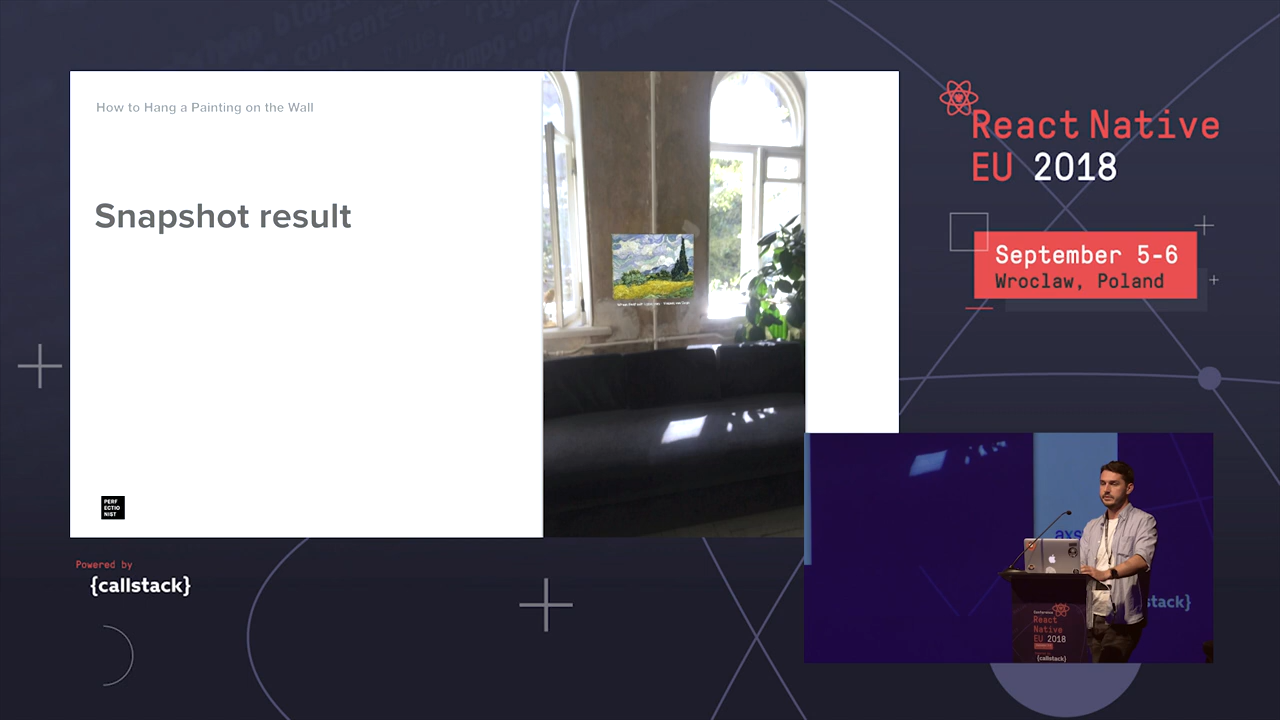 How to Hang a Painting on the Wall
Snapshot result
PERF
ECTIO
NIST
React Native
EU 2018
September 5-6
Wroclaw, Poland
Powered by
{callstack}
axs
stack}
React
Native
EU 2018
{callstack}